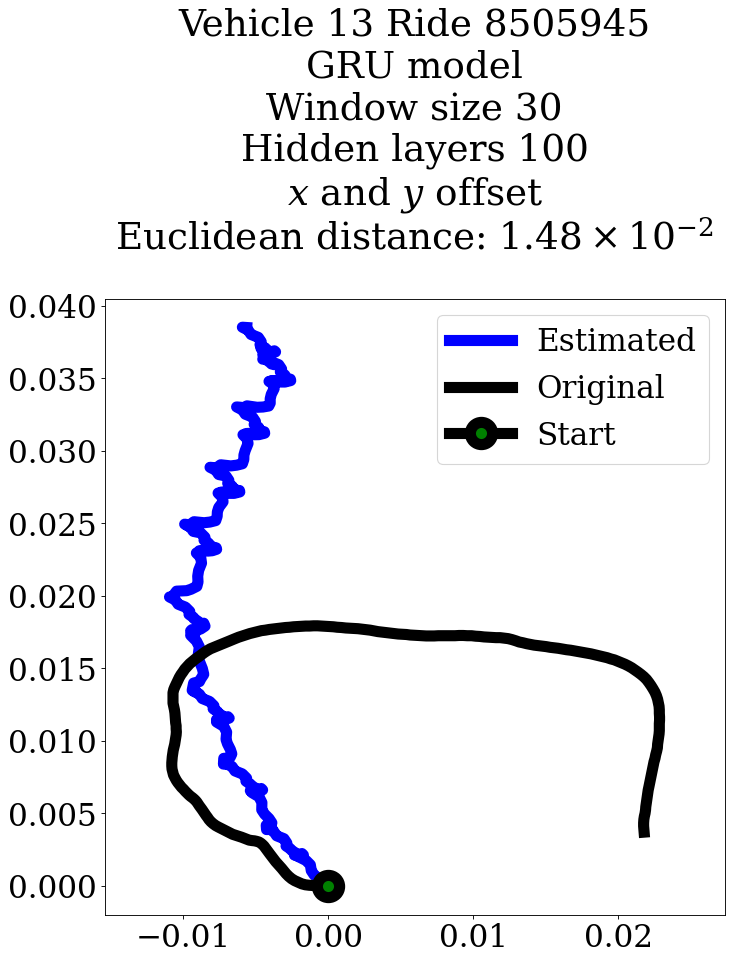 Vehicle 13 Ride 8505945
GRU model
Window size 30
Hidden layers 100
x and y offset
Euclidean distance: 1.48 × 10⁻²
0.040
0.035
0.030
0.025
0.020
0.015
0.010
0.005
0.000
Estimated
Original
Start
−0.01 0.00 0.01 0.02